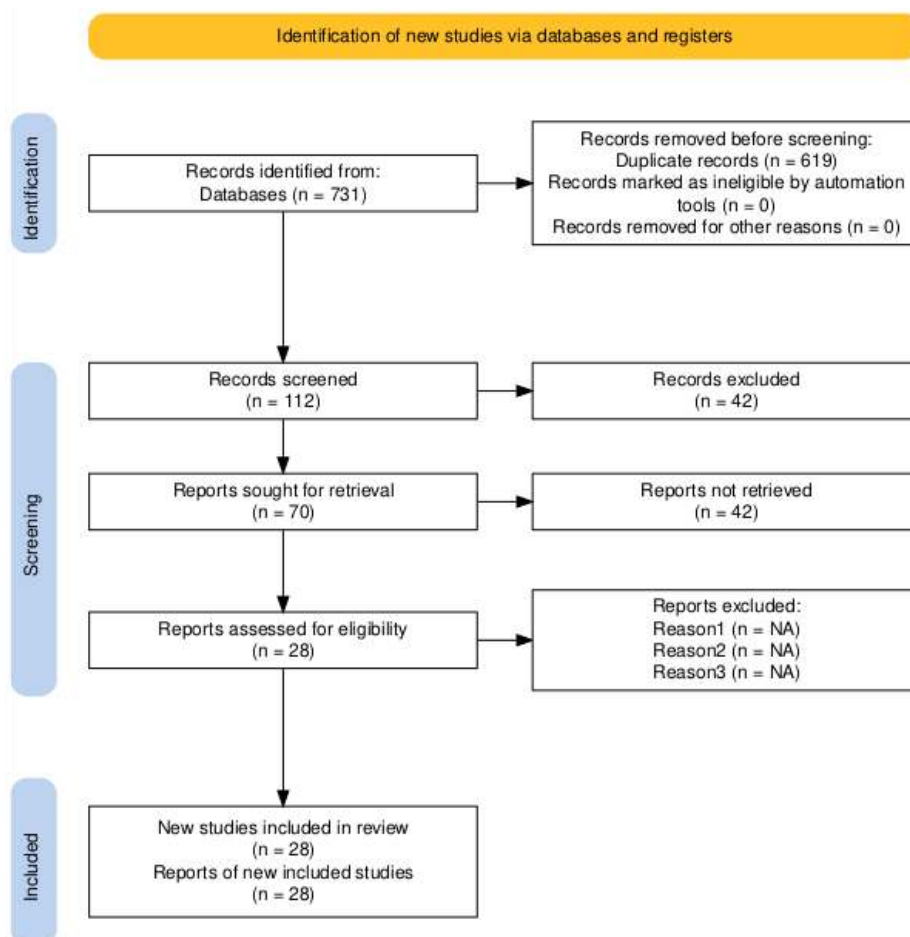 Identification of new studies via databases and registers
Identification
Records identified from:
Databases (n = 731)
Records removed before screening:
Duplicate records (n = 619)
Records marked as ineligible by automation
tools (n = 0)
Records removed for other reasons (n = 0)
Screening
Records screened
(n = 112)
Records excluded
(n = 42)
Reports sought for retrieval
(n = 70)
Reports not retrieved
(n = 42)
Reports assessed for eligibility
(n = 28)
Reports excluded:
Reason1 (n = NA)
Reason2 (n = NA)
Reason3 (n = NA)
Included
New studies included in review
(n = 28)
Reports of new included studies
(n = 28)